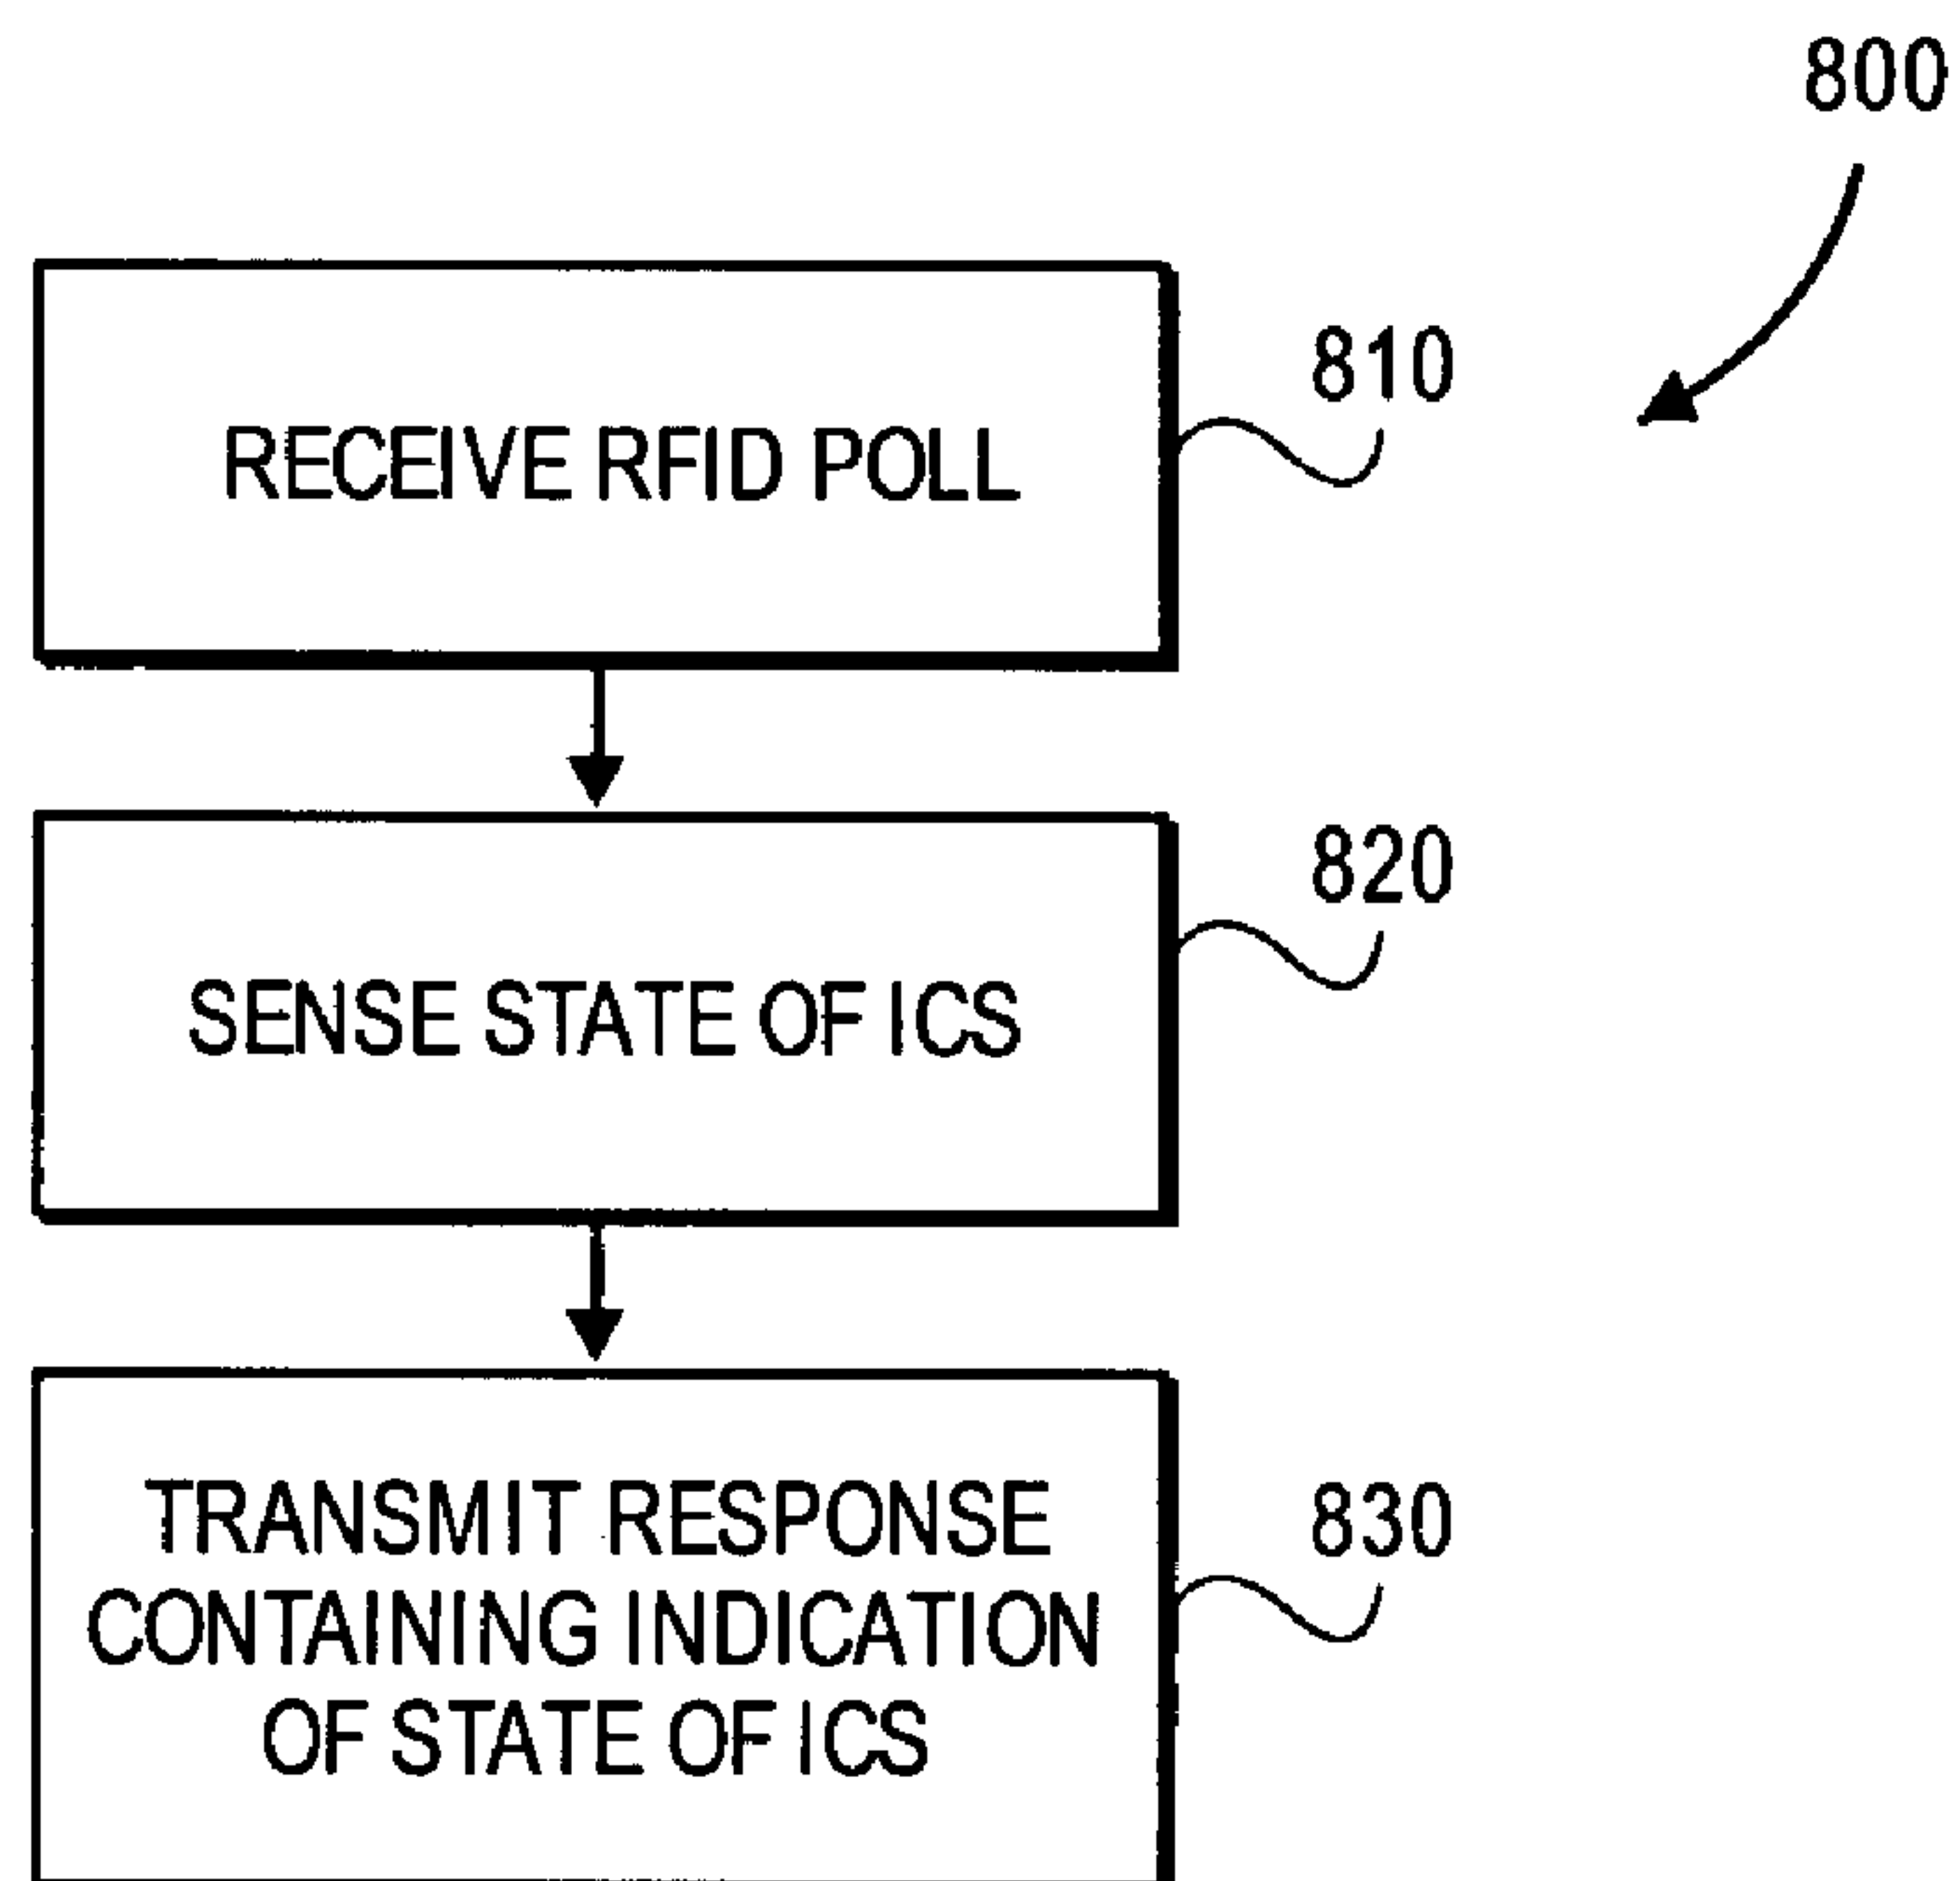 800
810
RECEIVE RFID POLL
820
SENSE STATE OF ICS
830
TRANSMIT RESPONSE
CONTAINING INDICATION
OF STATE OF ICS